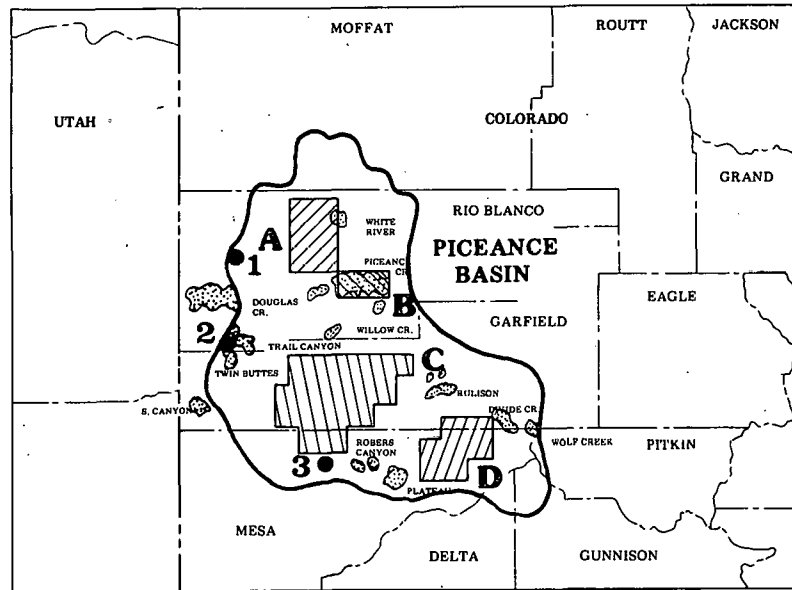 MOFFAT
ROUTT
JACKSON
UTAH
COLORADO
GRAND
RIO BLANCO
WHITE
RIVER
A
PICEANCE
BASIN
PICEANC
CR.
1
EAGLE
DOUGLAS
CR.
B
GARFIELD
WILLOW CR.
2
TRAIL CANYON
C
TWIN BUTTES
RULISON
S. CANYON
DIVIDE CR.
ROBERS
CANYON
WOLF CREEK
PITKIN
3
D
PLATEAU
MESA
DELTA
GUNNISON